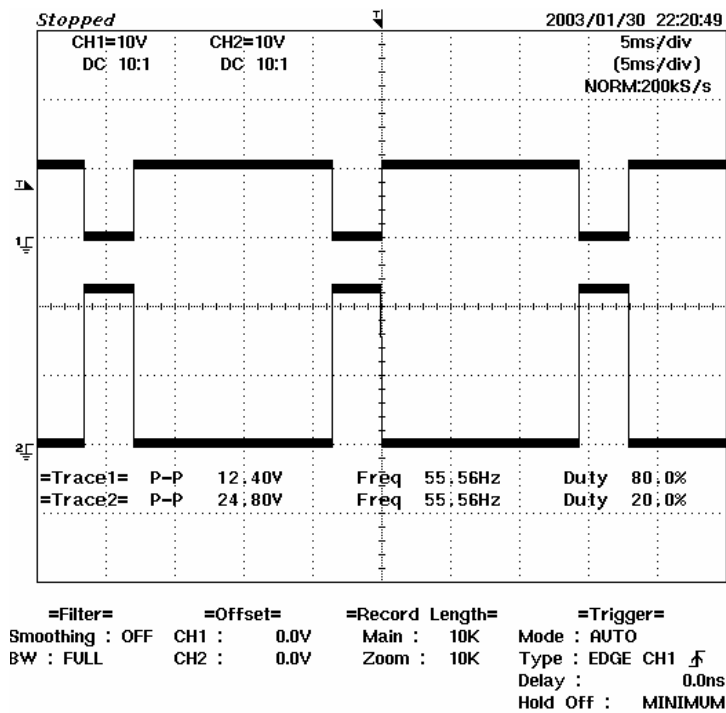 Stopped 2003/01/30 22:20:49
CH1=10V CH2=10V 5ms/div
DC 10:1 DC 10:1 (5ms/div)
NORM:200kS/s
T
T
1
2
=Trace1= P-P 12.40V Freq 55.56Hz Duty 80.0%
=Trace2= P-P 24.80V Freq 55.56Hz Duty 20.0%
=Filter= =Offset= =Record Length= =Trigger=
Smoothing : OFF CH1 : 0.0V Main : 10K Mode : AUTO
BW : FULL CH2 : 0.0V Zoom : 10K Type : EDGE CH1
Delay : 0.0ns
Hold Off : MINIMUM